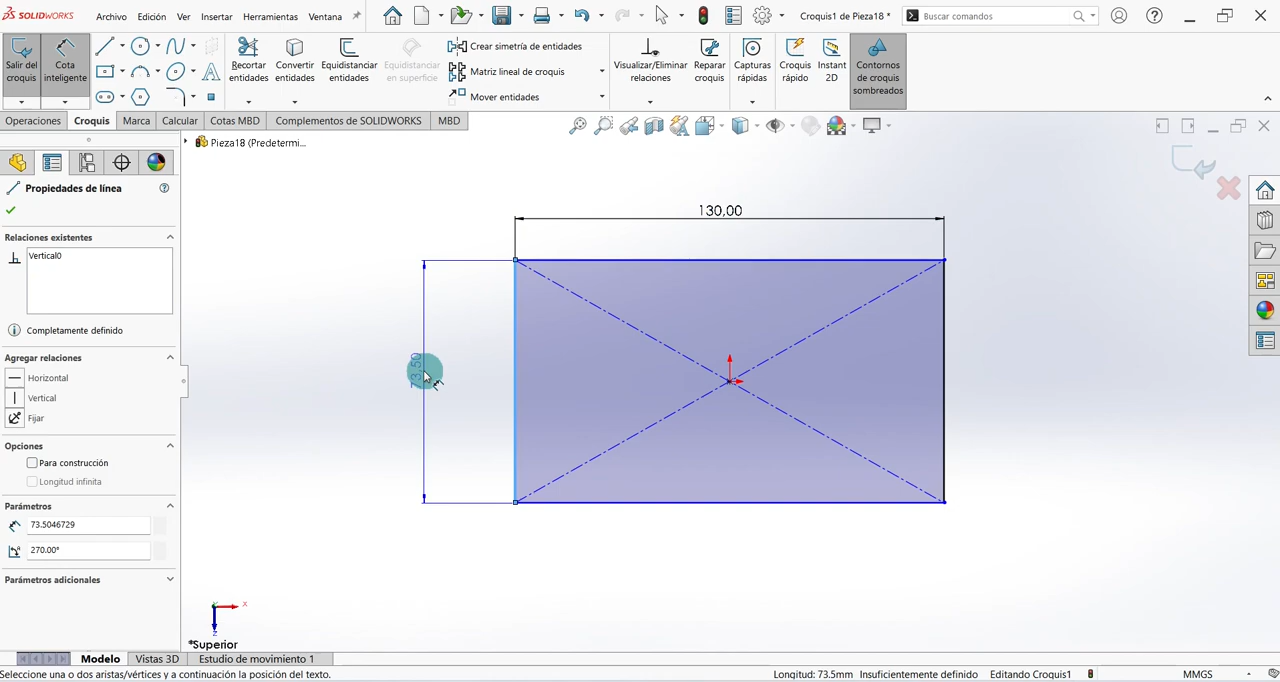 SOLIDWORKS
Archivo Edición Ver Insertar Herramientas Ventana
Croquis1 de Pieza18 *
Buscar comandos
Salir del croquis
Cota inteligente
Recortar entidades
Convertir entidades
Equidistanciar entidades
Equidistanciar en superficie
Crear simetría de entidades
Matriz lineal de croquis
Mover entidades
Visualizar/Eliminar relaciones
Reparar croquis
Capturas rápidas
Croquis rápido
Instant 2D
Contornos de croquis sombreados
Operaciones Croquis Marca Calcular Cotas MBD Complementos de SOLIDWORKS MBD
Pieza18 (Predetermi...
Propiedades de línea
Relaciones existentes
Vertical0
Completamente definido
Agregar relaciones
Horizontal
Vertical
Fijar
Opciones
Para construcción
Longitud infinita
Parámetros
73.5046729
270.00°
Parámetros adicionales
130,00
73,50
x
z
*Superior
Modelo Vistas 3D Estudio de movimiento 1
Seleccione una o dos aristas/vértices y a continuación la posición del texto.
Longitud: 73.5mm Insuficientemente definido Editando Croquis1 MMGS